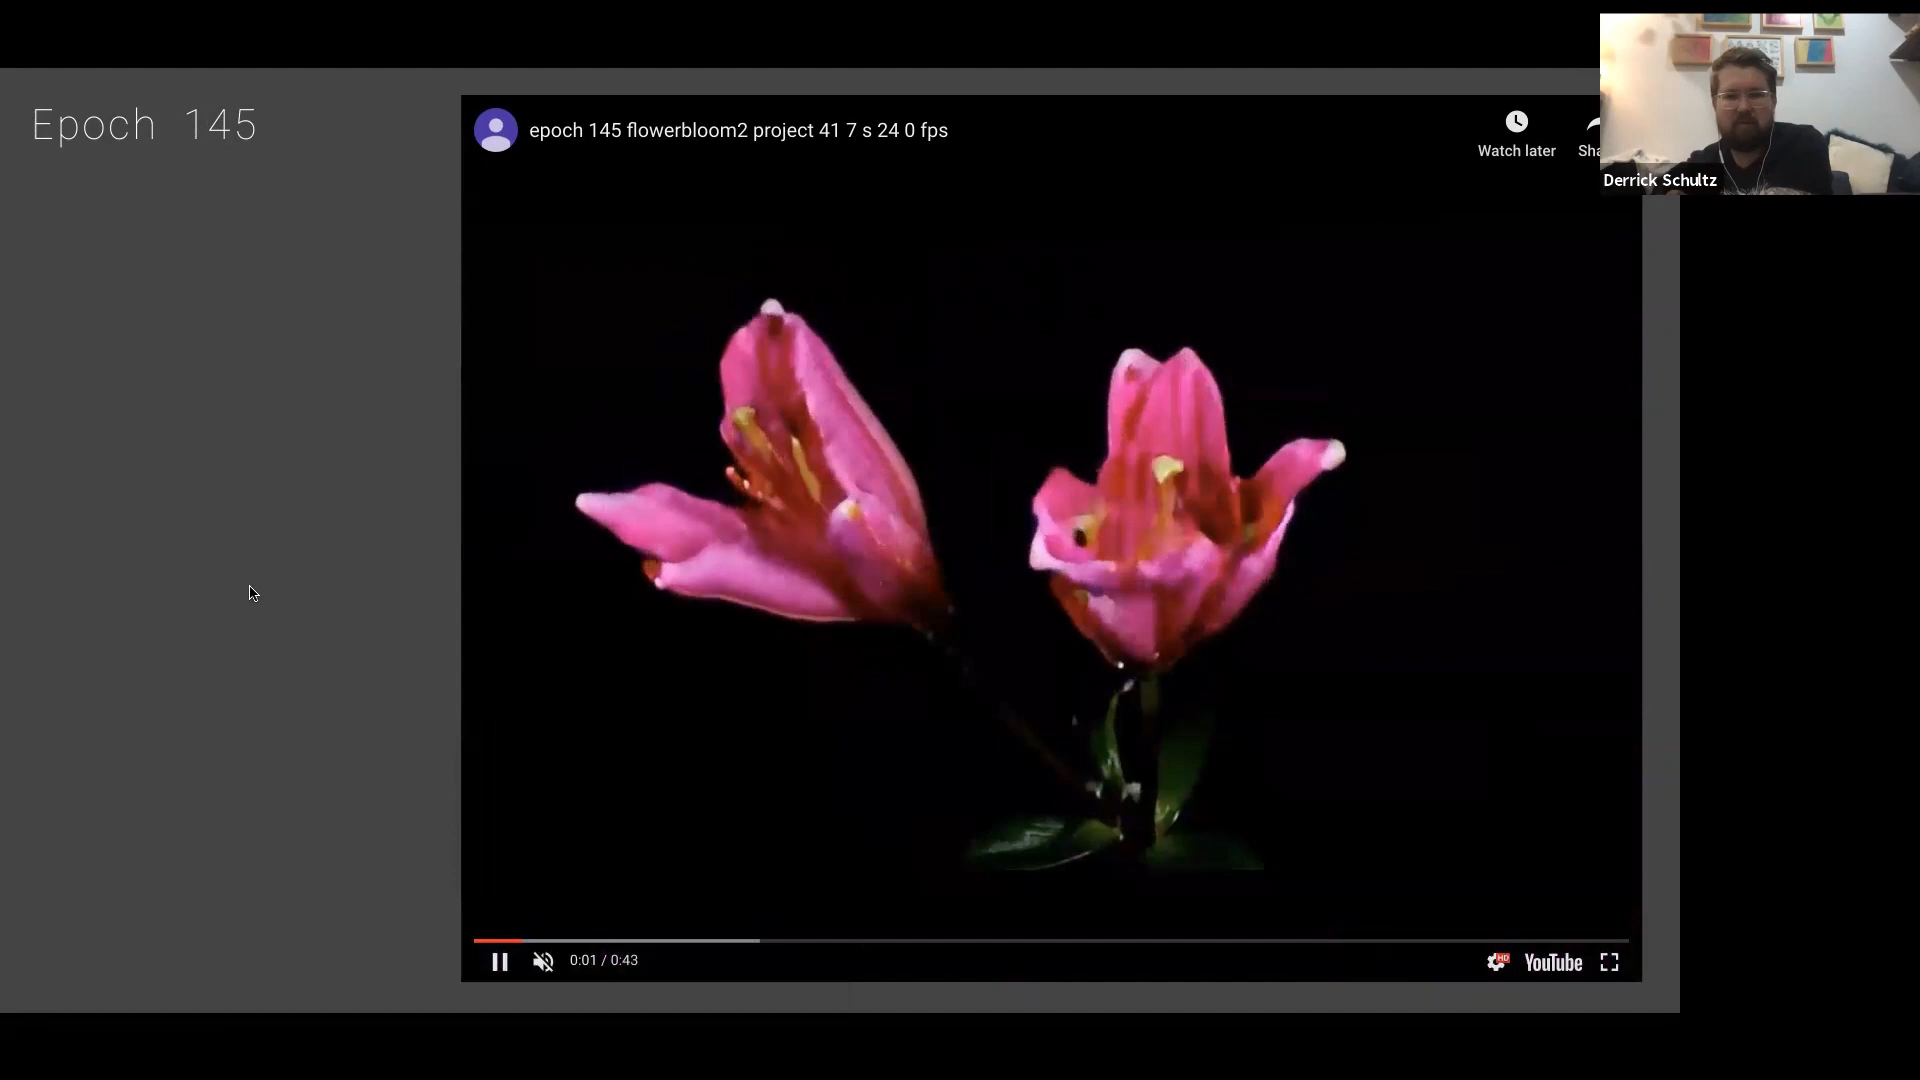 Epoch 145
epoch 145 flowerbloom2 project 41 7 s 24 0 fps
Watch later
Sha
Derrick Schultz
0:01 / 0:43
HD
YouTube